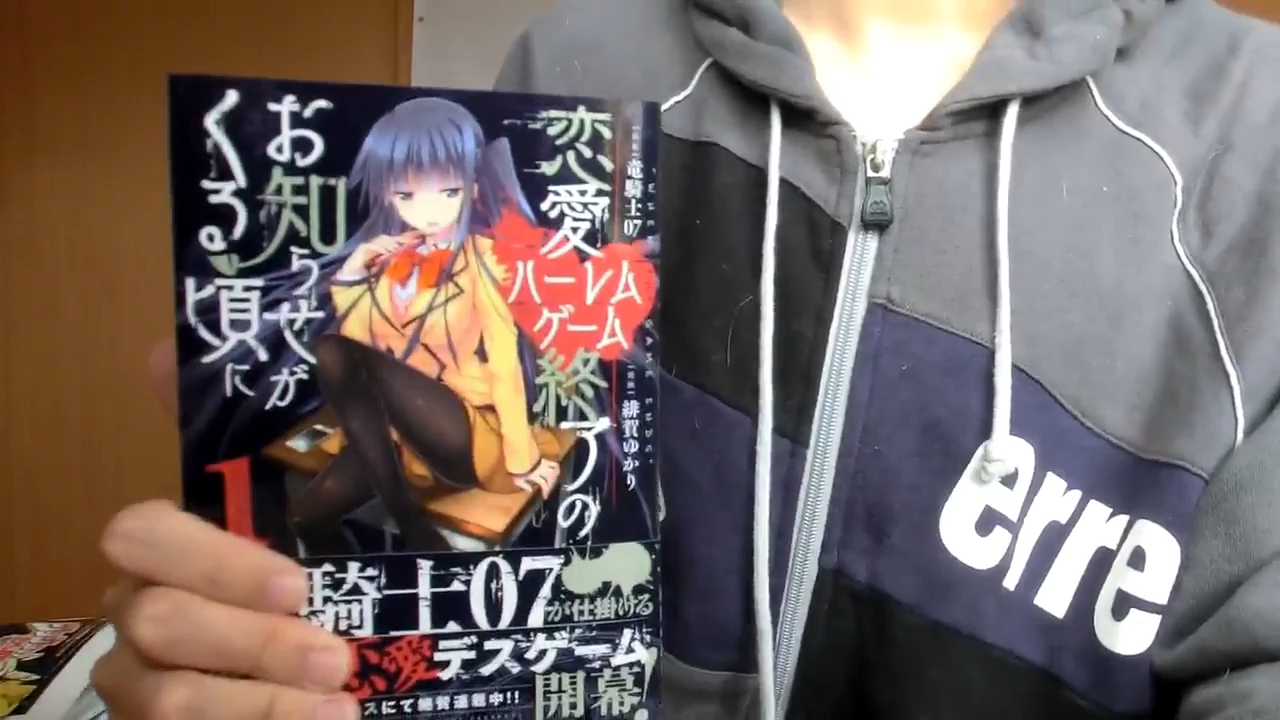 恋愛
ハーレム
ゲーム
終了の
お知らせが
くる頃に
竜騎士07
緋賀ゆかり
1
騎士07が仕掛ける
恋愛デスゲーム
開幕!
スにて絶賛連載中!!
erre